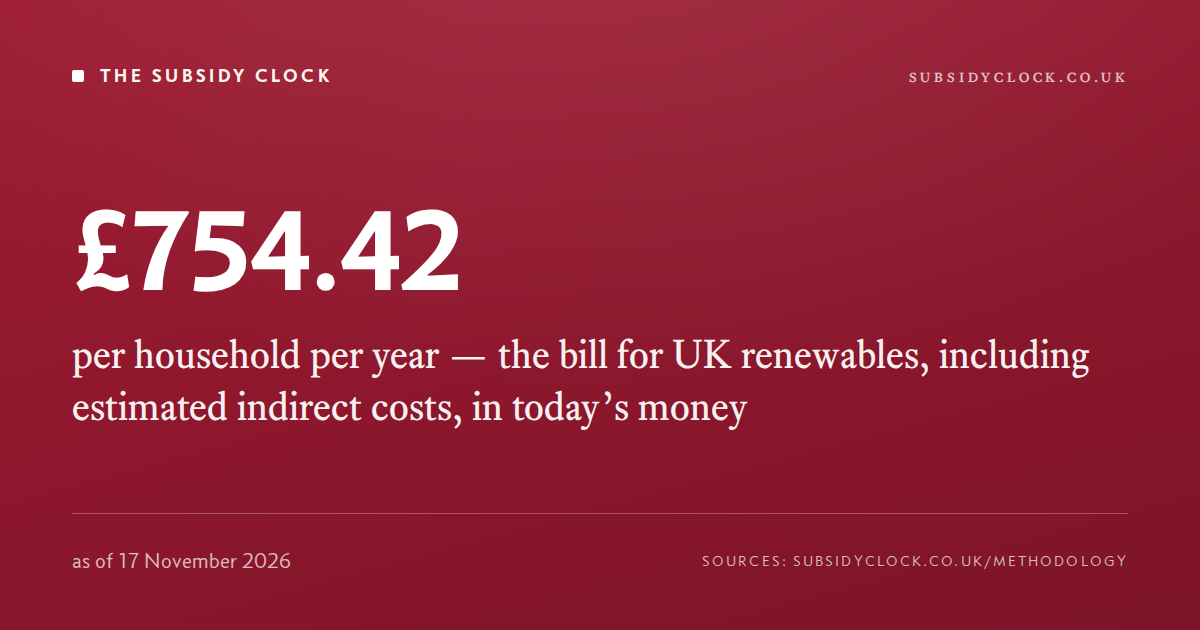 THE SUBSIDY CLOCK
SUBSIDYCLOCK.CO.UK
£754.42
per household per year — the bill for UK renewables, including
estimated indirect costs, in today’s money
as of 17 November 2026
SOURCES: SUBSIDYCLOCK.CO.UK/METHODOLOGY